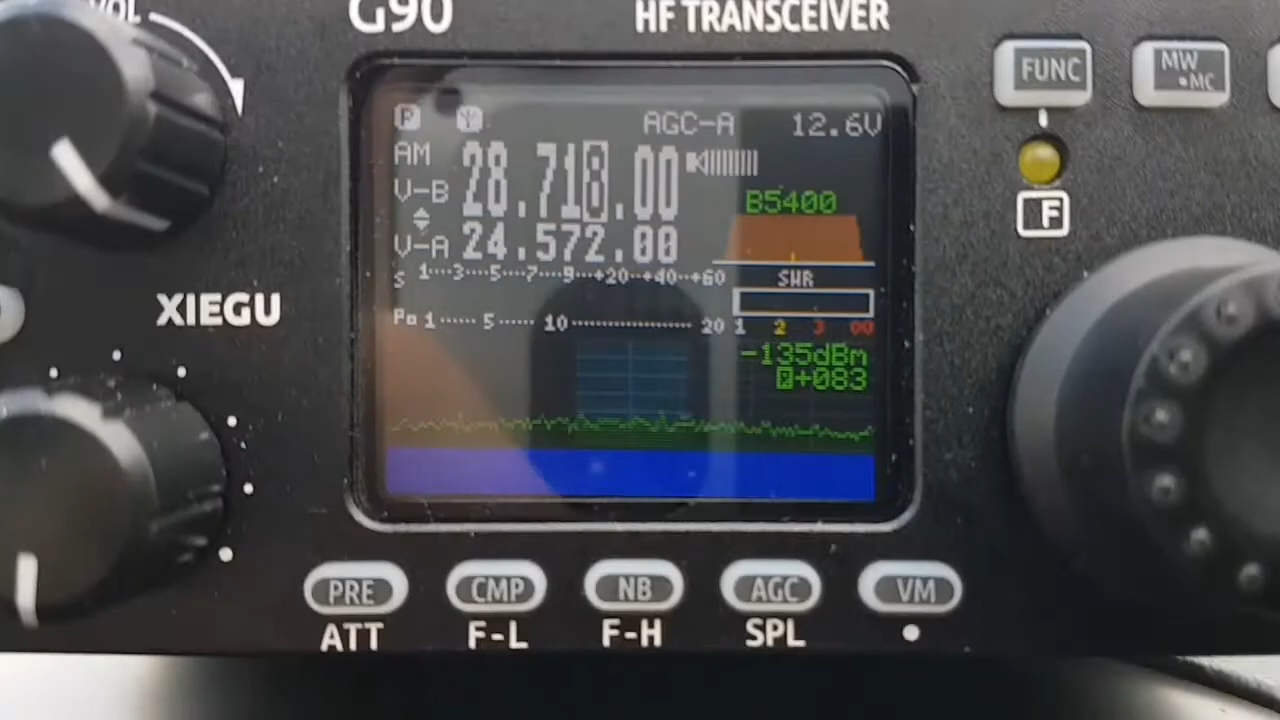 VOL
G90 HF TRANSCEIVER
FUNC
MW
•MC
P AGC-A 12.6V
AM 28.718.00
V-B
B5400
V-A 24.572.00
S 1 3 5 7 9 +20 +40 +60
SWR
Po 1 5 10 20
1 2 3 00
-135dBm
0+083
F
XIEGU
PRE CMP NB AGC VM
ATT F-L F-H SPL